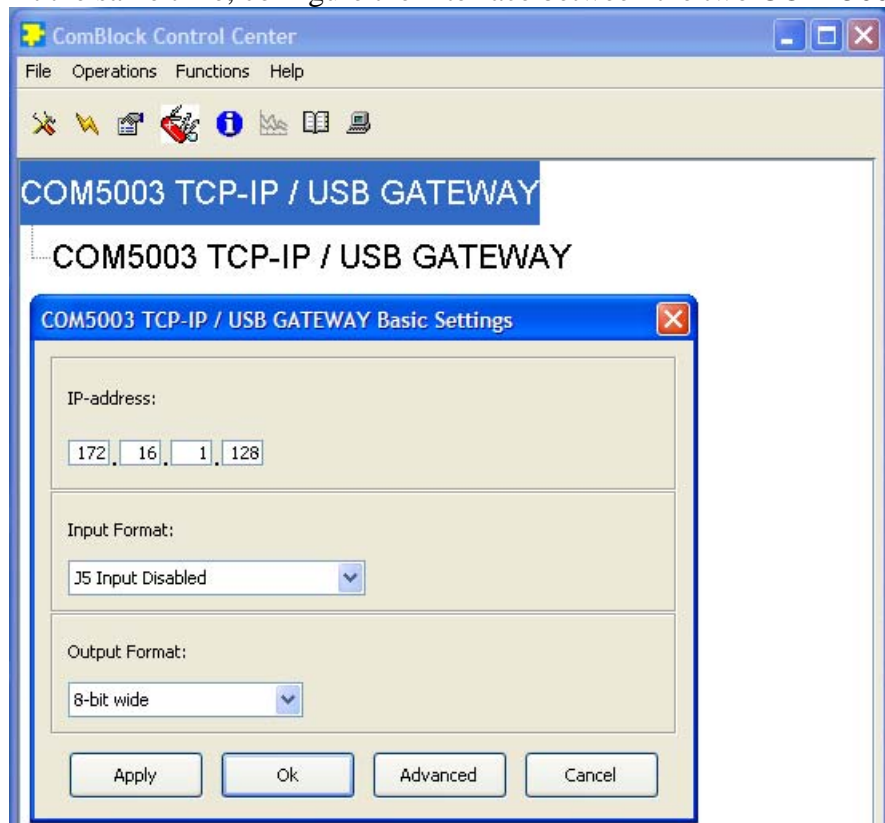 ComBlock Control Center
File Operations Functions Help
COM5003 TCP-IP / USB GATEWAY
COM5003 TCP-IP / USB GATEWAY
COM5003 TCP-IP / USB GATEWAY Basic Settings
IP-address:
172. 16. 1. 128
Input Format:
J5 Input Disabled
Output Format:
8-bit wide
Apply Ok Advanced Cancel